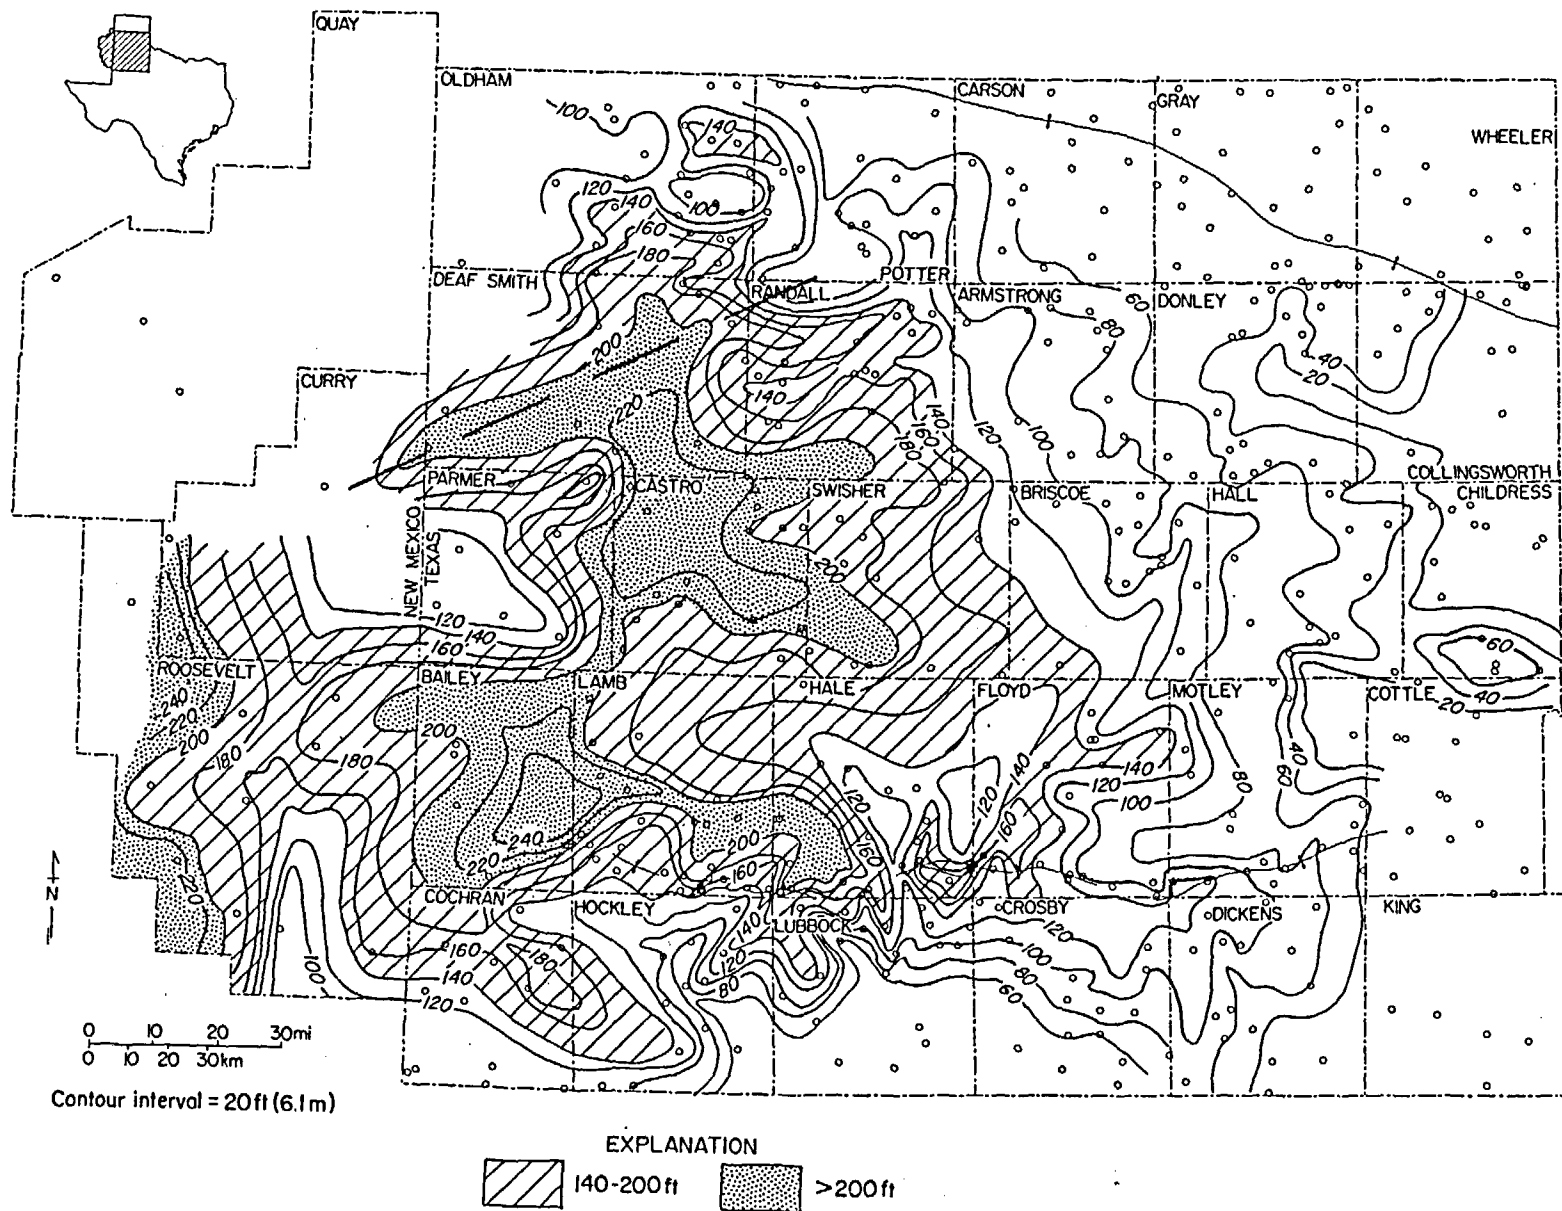 QUAY
OLDHAM
CARSON
GRAY
WHEELER
100
140
120
140
100
160
180
DEAF SMITH
POTTER
RANDALL
ARMSTRONG
60
DONLEY
80
200
40
20
CURRY
220
140
140
160
180
120
100
PARMER
CASTRO
SWISHER
BRISCOE
HALL
COLLINGSWORTH
CHILDRESS
NEW MEXICO
TEXAS
200
120
140
160
60
40
20
ROOSEVELT
BAILEY
LAMB
HALE
FLOYD
MOTLEY
COTTLE
240
220
200
180
200
180
140
140
120
100
80
60
40
120
120
160
240
220
200
160
160
220
COCHRAN
HOCKLEY
LUBBOCK
CROSBY
DICKENS
KING
140
120
80
120
100
80
60
100
160
180
140
120
N
0 10 20 30mi
0 10 20 30km
Contour interval = 20ft (6.1m)
EXPLANATION
140-200ft
>200ft